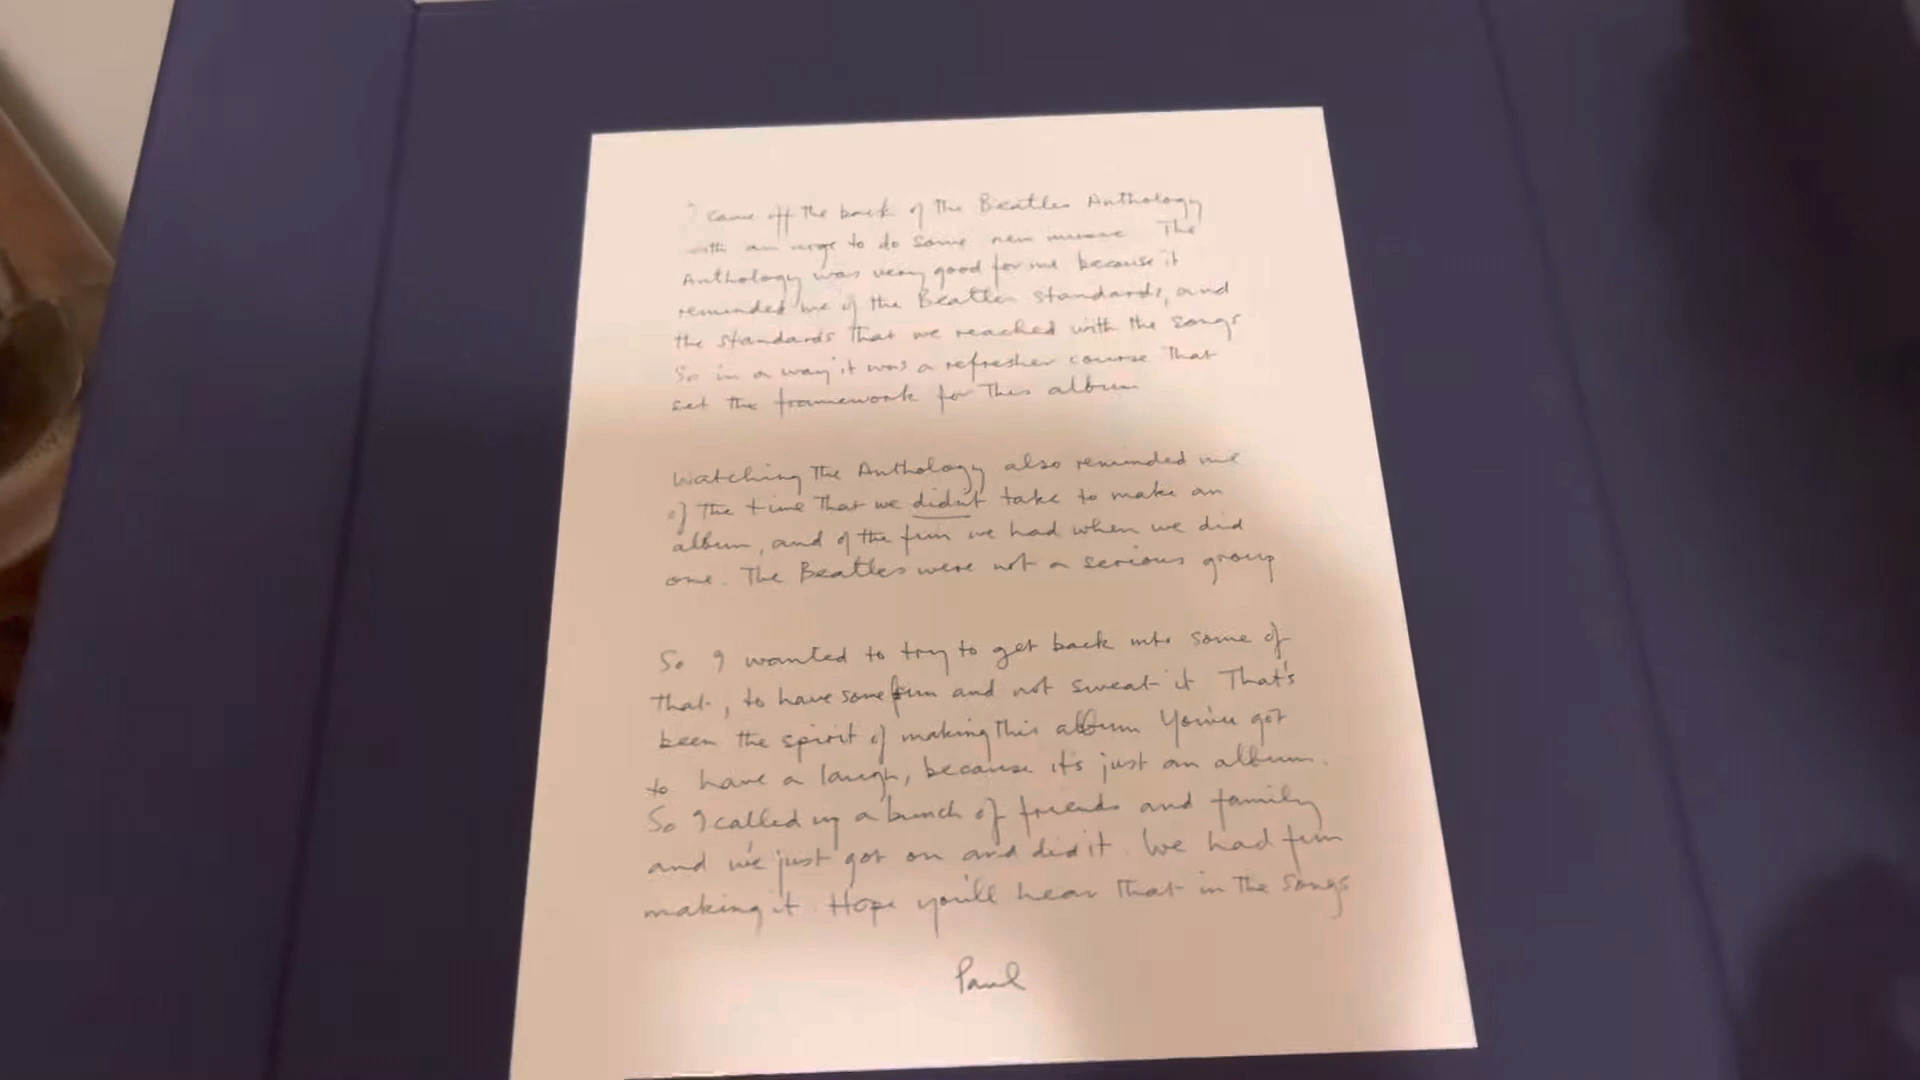 I came off the back of the Beatles Anthology
with an urge to do some new music The
Anthology was very good for me because it
reminded me of the Beatles standards, and
the standards that we reached with the songs
So in a way it was a refresher course that
set the framework for this album
Watching the Anthology also reminded me
of the time that we didn't take to make an
album, and of the fun we had when we did
one. The Beatles were not a serious group
So I wanted to try to get back into some of
that, to have some fun and not sweat it That's
been the spirit of making this album You've got
to have a laugh, because it's just an album.
So I called up a bunch of friends and family
and we just got on and did it. We had fun
making it. Hope you'll hear that in the songs
Paul